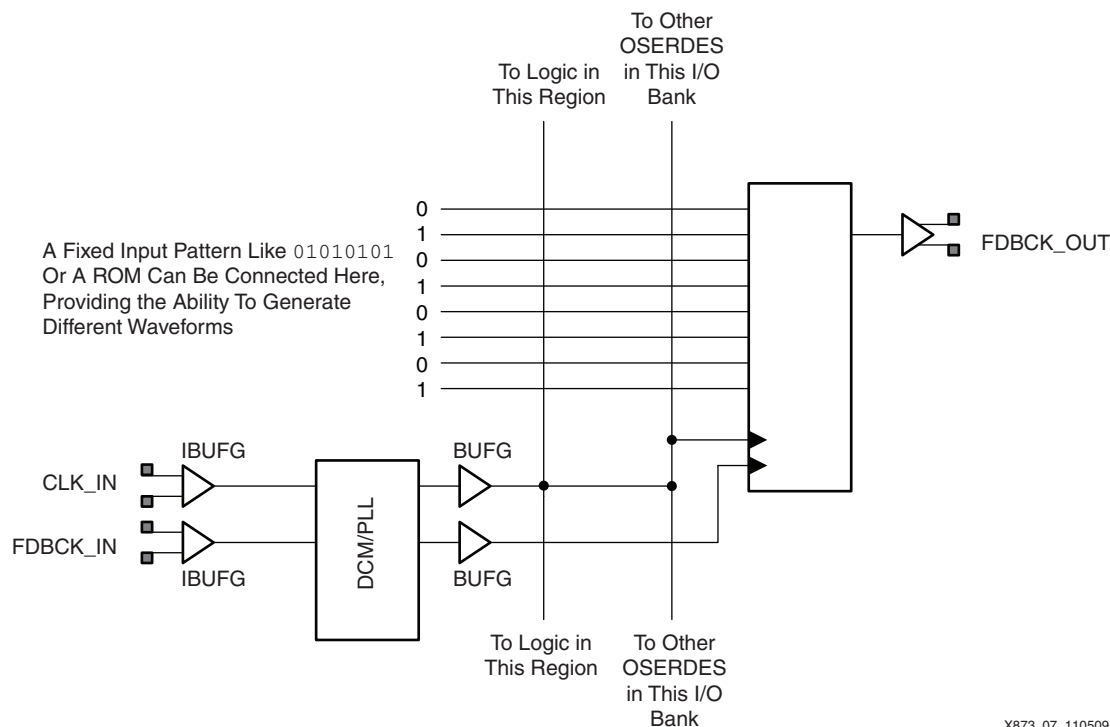 To Other
OSERDES
in This I/O
Bank
To Logic in
This Region
A Fixed Input Pattern Like 01010101
Or A ROM Can Be Connected Here,
Providing the Ability To Generate
Different Waveforms
0
1
0
1
0
1
0
1
FDBCK_OUT
CLK_IN
IBUFG
FDBCK_IN
IBUFG
DCM/PLL
BUFG
BUFG
To Logic in
This Region
To Other
OSERDES
in This I/O
Bank
X873_07_110509